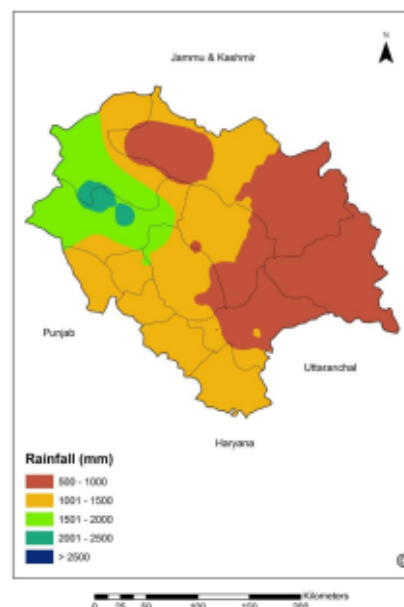 N
Jammu & Kashmir
Punjab
Uttaranchal
Haryana
Rainfall (mm)
500 - 1000
1001 - 1500
1501 - 2000
2001 - 2500
> 2500
Kilometers
0 25 50 100 150 200